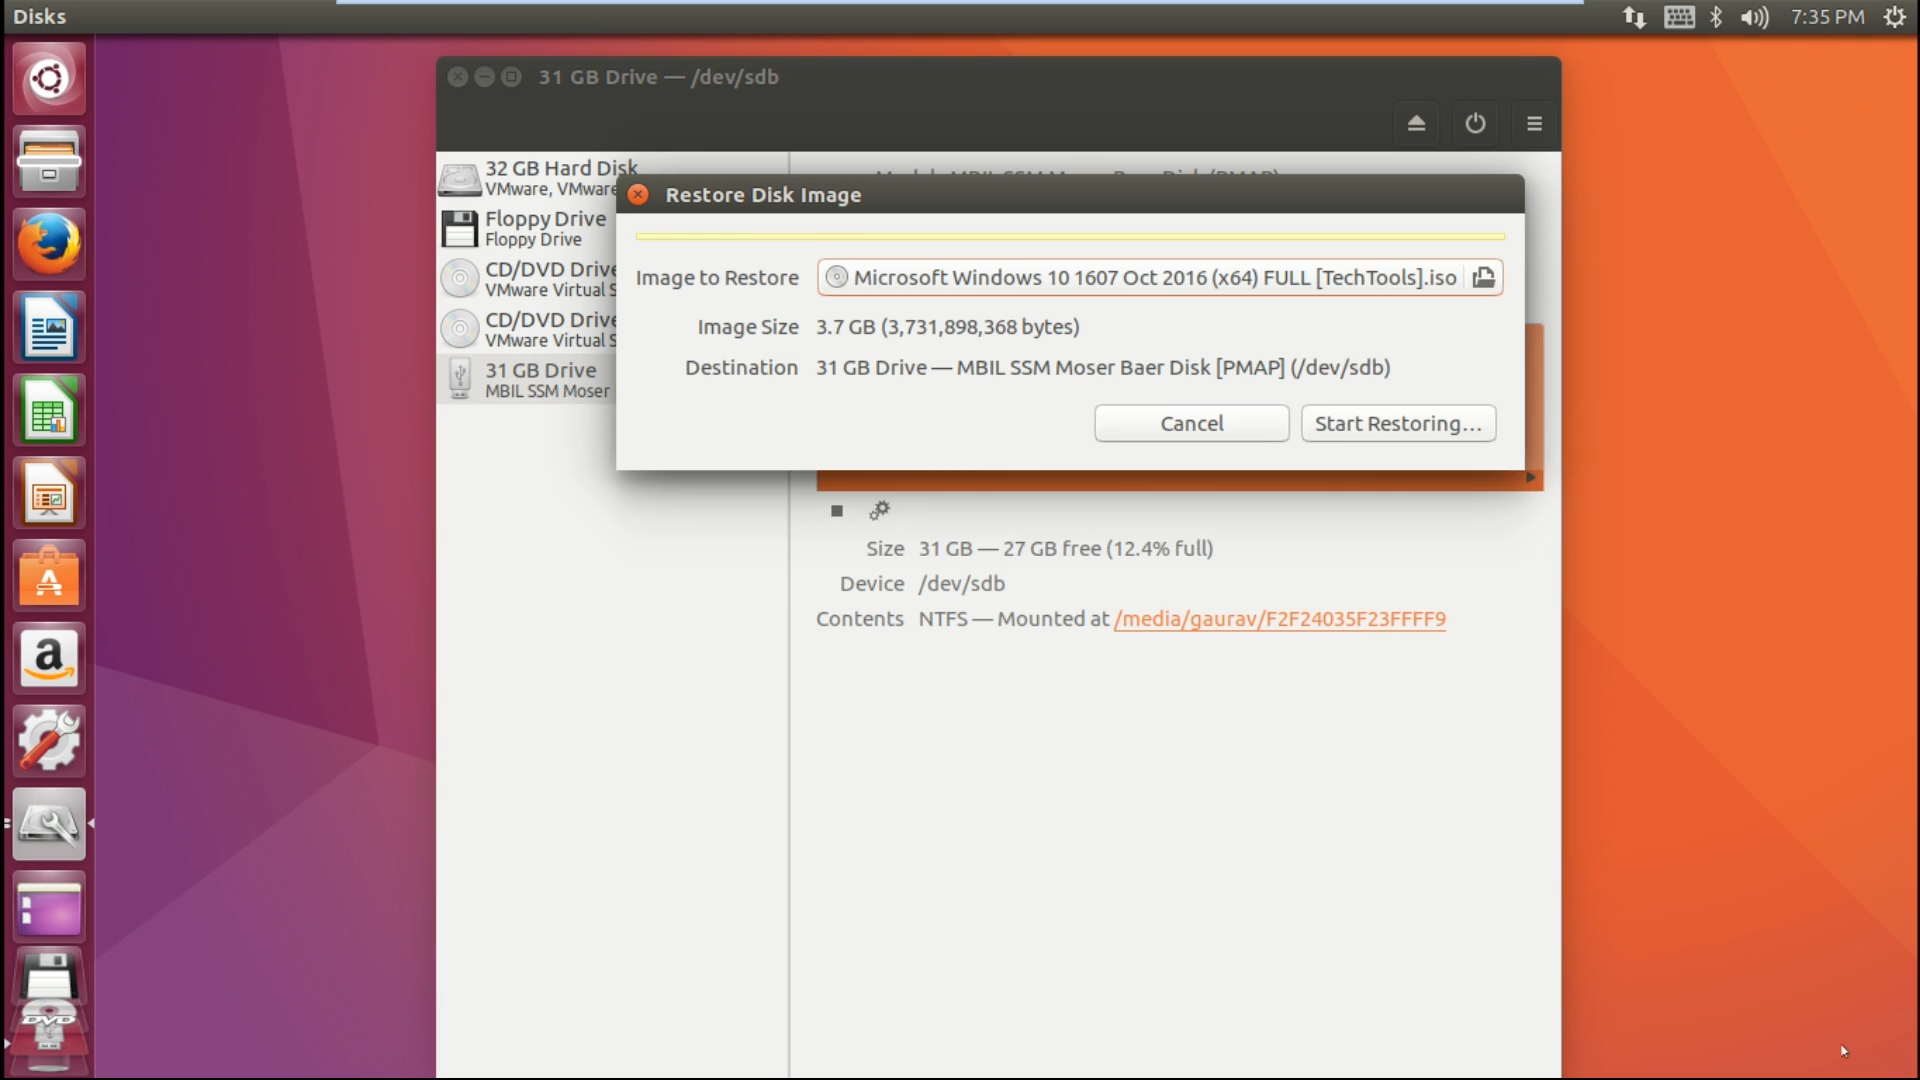 Disks
7:35 PM
31 GB Drive — /dev/sdb
32 GB Hard Disk
VMware, VMware
Floppy Drive
Floppy Drive
CD/DVD Drive
VMware Virtual S
CD/DVD Drive
VMware Virtual S
31 GB Drive
MBIL SSM Moser
Restore Disk Image
Image to Restore Microsoft Windows 10 1607 Oct 2016 (x64) FULL [TechTools].iso
Image Size 3.7 GB (3,731,898,368 bytes)
Destination 31 GB Drive — MBIL SSM Moser Baer Disk [PMAP] (/dev/sdb)
Cancel Start Restoring...
Size 31 GB — 27 GB free (12.4% full)
Device /dev/sdb
Contents NTFS — Mounted at /media/gaurav/F2F24035F23FFFF9
a
DVD